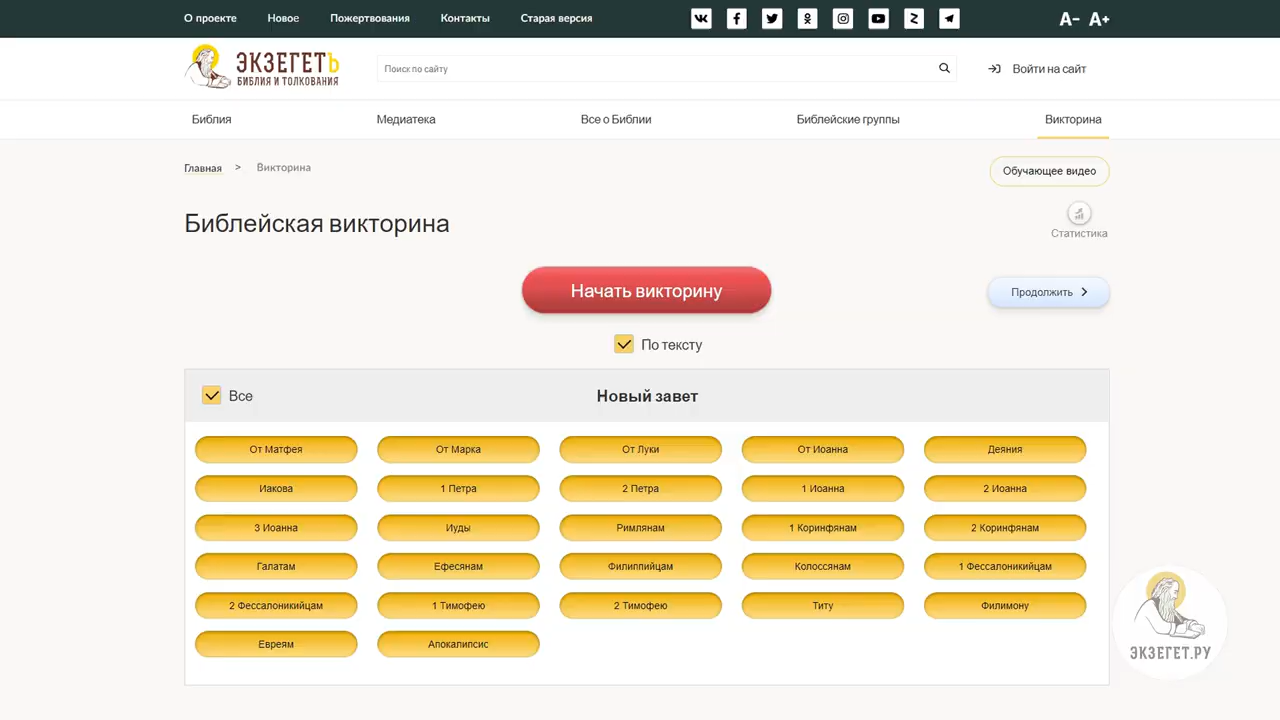 О проекте Новое Пожертвования Контакты Старая версия A- A+
ЭКЗЕГЕТЪ
БИБЛИЯ И ТОЛКОВАНИЯ
Поиск по сайту
Войти на сайт
Библия Медиатека Все о Библии Библейские группы Викторина
Главная > Викторина
Обучающее видео
Библейская викторина
Статистика
Начать викторину
Продолжить
По тексту
Все Новый завет
От Матфея От Марка От Луки От Иоанна Деяния
Иакова 1 Петра 2 Петра 1 Иоанна 2 Иоанна
3 Иоанна Иуды Римлянам 1 Коринфянам 2 Коринфянам
Галатам Ефесянам Филиппийцам Колоссянам 1 Фессалоникийцам
2 Фессалоникийцам 1 Тимофею 2 Тимофею Титу Филимону
Евреям Апокалипсис
ЭКЗЕГЕТ.РУ